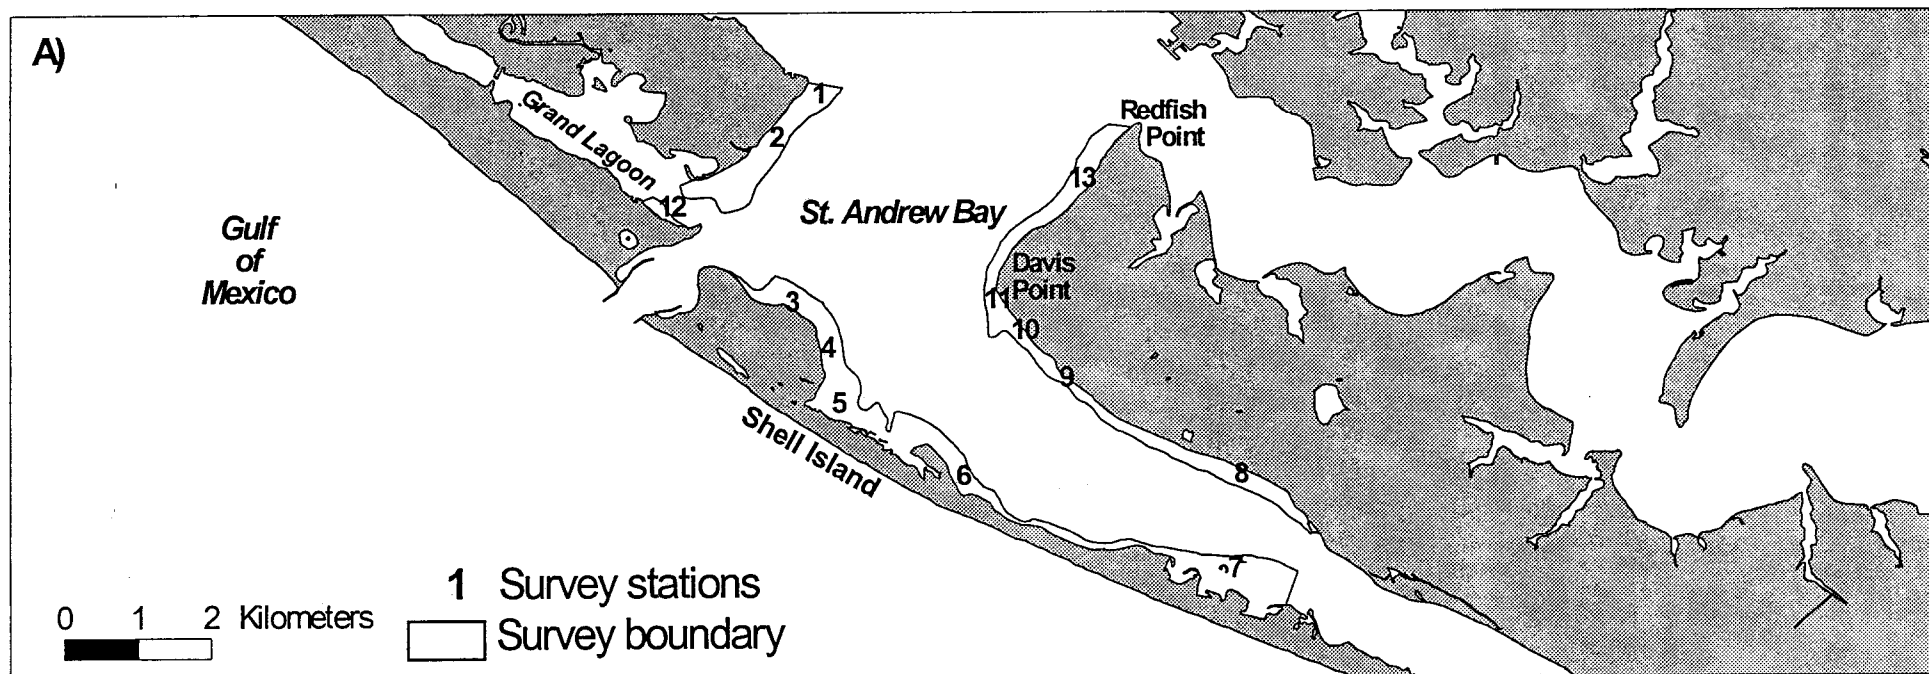 A)
1
Grand Lagoon
2
Redfish
Point
13
12
St. Andrew Bay
Gulf
of
Mexico
Davis
Point
3
11
10
4
9
5
Shell Island
6
8
7
1 Survey stations
0 1 2 Kilometers
Survey boundary